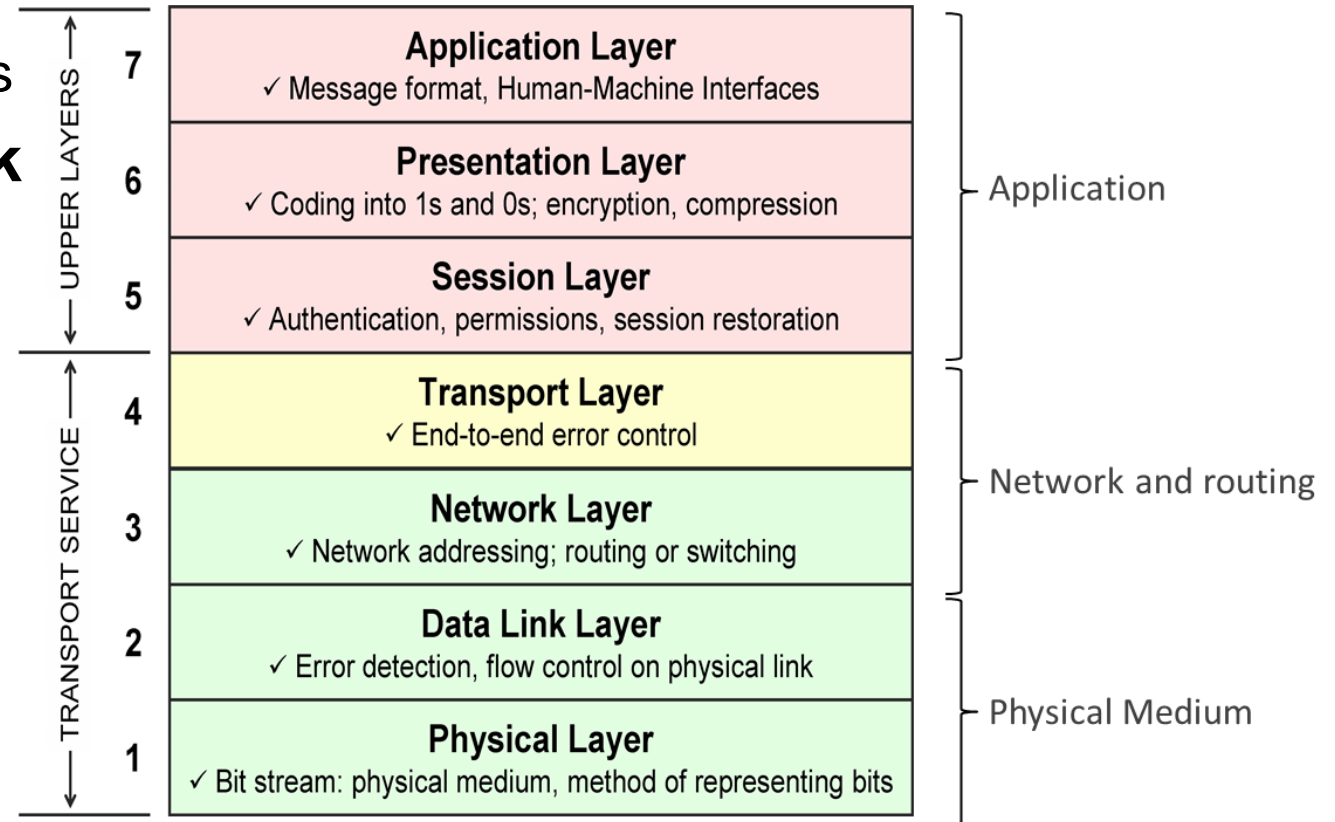 s
k
UPPER LAYERS
TRANSPORT SERVICE
7
Application Layer
✓ Message format, Human-Machine Interfaces
6
Presentation Layer
✓ Coding into 1s and 0s; encryption, compression
5
Session Layer
✓ Authentication, permissions, session restoration
4
Transport Layer
✓ End-to-end error control
3
Network Layer
✓ Network addressing; routing or switching
2
Data Link Layer
✓ Error detection, flow control on physical link
1
Physical Layer
✓ Bit stream: physical medium, method of representing bits
Application
Network and routing
Physical Medium